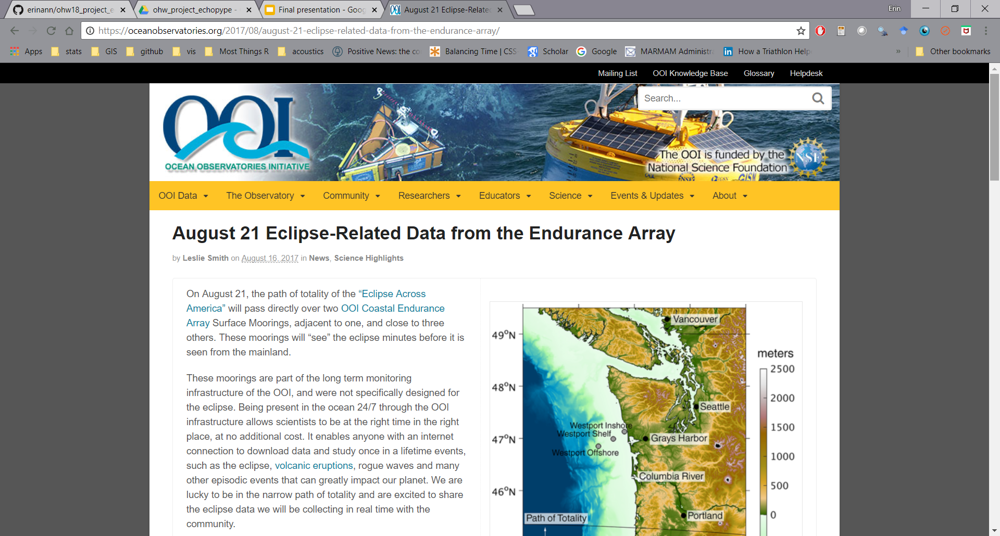 erinann/ohw18_project_e
ohw_project_echopype -
Final presentation - Goog
August 21 Eclipse-Relate
Erin
https://oceanobservatories.org/2017/08/august-21-eclipse-related-data-from-the-endurance-array/
Apps stats GIS github vis Most Things R acoustics Positive News: the co Balancing Time | CSS- Scholar Google MARMAM Administra How a Triathlon Help » Other bookmarks
Mailing List OOI Knowledge Base Glossary Helpdesk
Search...
OOI
OCEAN OBSERVATORIES INITIATIVE
The OOI is funded by the
National Science Foundation
NSF
OOI Data The Observatory Community Researchers Educators Science Events & Updates About
August 21 Eclipse-Related Data from the Endurance Array
by Leslie Smith on August 16, 2017 in News, Science Highlights
On August 21, the path of totality of the “Eclipse Across
America” will pass directly over two OOI Coastal Endurance
Array Surface Moorings, adjacent to one, and close to three
others. These moorings will “see” the eclipse minutes before it is
seen from the mainland.
These moorings are part of the long term monitoring
infrastructure of the OOI, and were not specifically designed for
the eclipse. Being present in the ocean 24/7 through the OOI
infrastructure allows scientists to be at the right time in the right
place, at no additional cost. It enables anyone with an internet
connection to download data and study once in a lifetime events,
such as the eclipse, volcanic eruptions, rogue waves and many
other episodic events that can greatly impact our planet. We are
lucky to be in the narrow path of totality and are excited to share
the eclipse data we will be collecting in real time with the
community.
Vancouver
49°N
48°N
Seattle
Westport Inshore
Westport Shelf
47°N
Grays Harbor
Westport Offshore
Columbia River
46°N
Portland
Path of Totality
meters
2500
2000
1500
1000
500
0